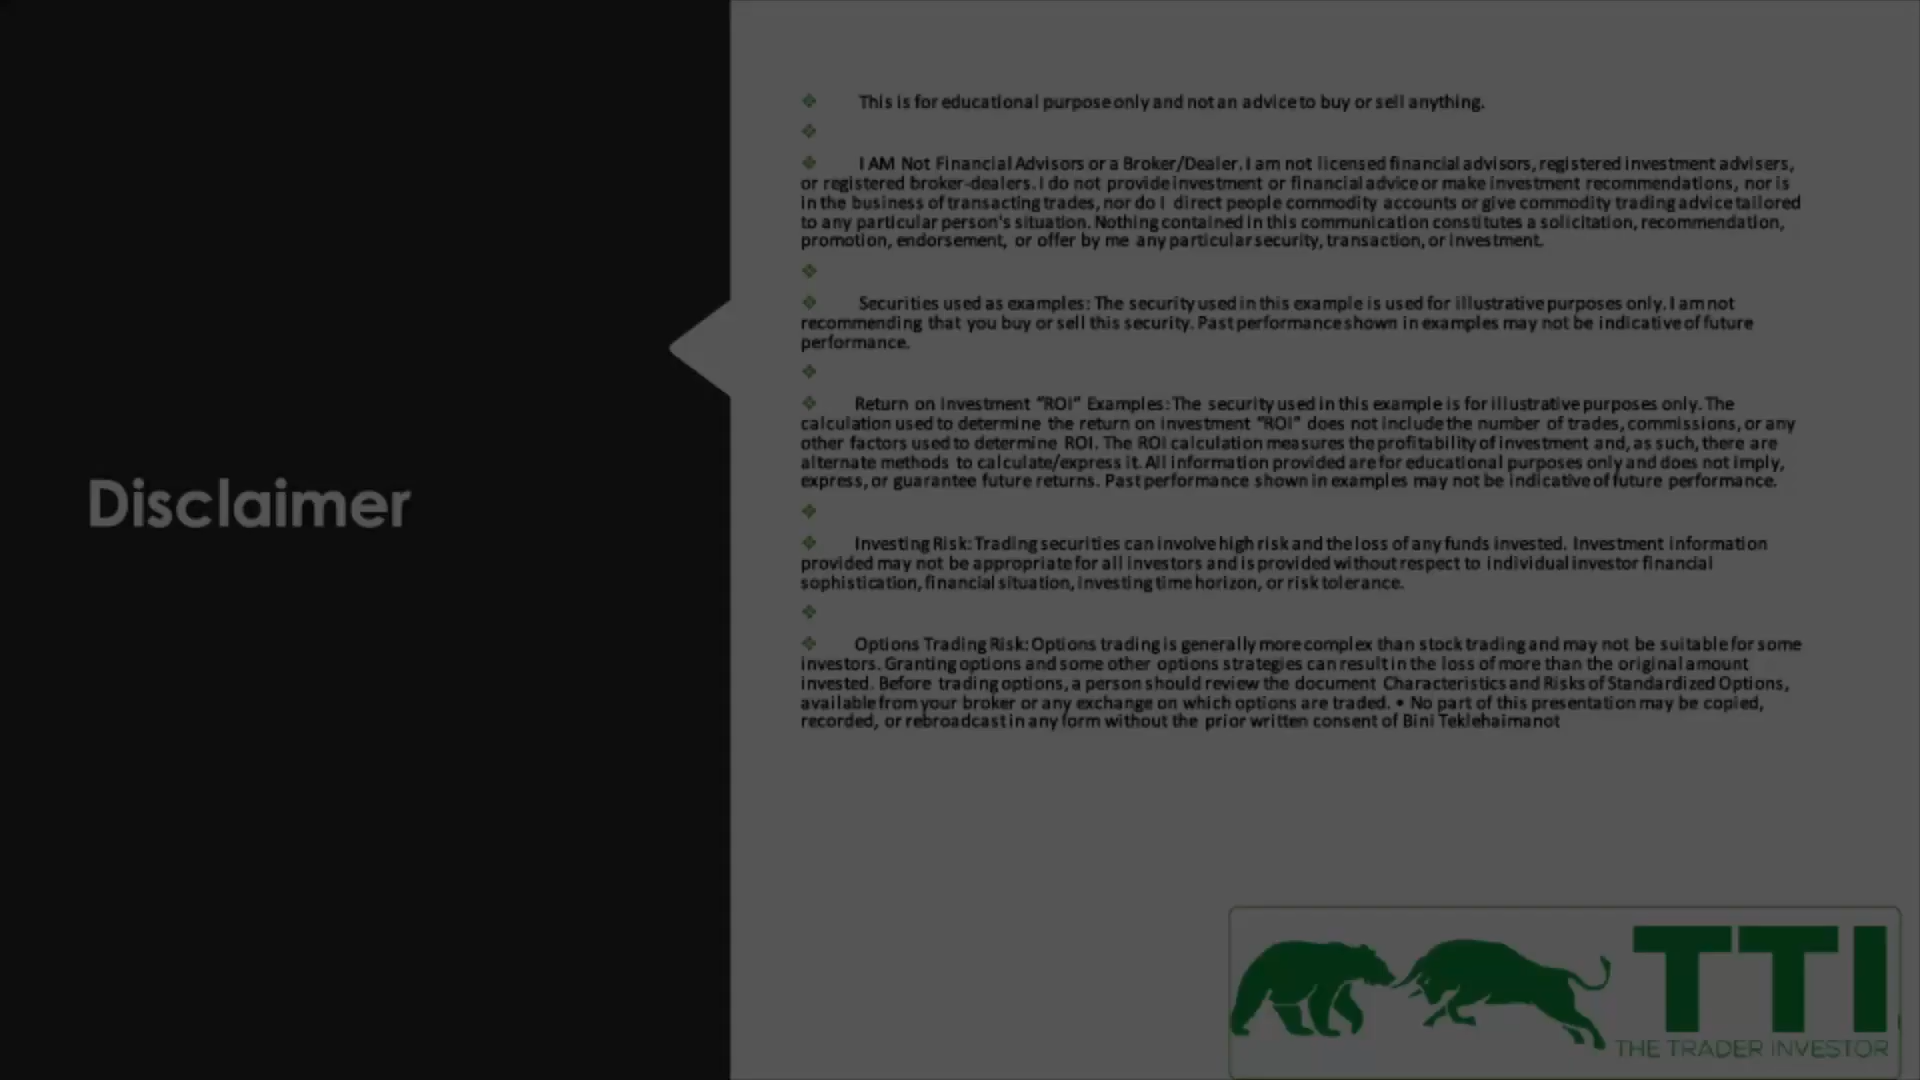 Disclaimer
This is for educational purpose only and not an advice to buy or sell anything.
I AM Not Financial Advisors or a Broker/Dealer. I am not licensed financial advisors, registered investment advisers,
or registered broker-dealers. I do not provide investment or financial advice or make investment recommendations, nor is
in the business of transacting trades, nor do I direct people commodity accounts or give commodity trading advice tailored
to any particular person's situation. Nothing contained in this communication constitutes a solicitation, recommendation,
promotion, endorsement, or offer by me any particular security, transaction, or investment.
Securities used as examples: The security used in this example is used for illustrative purposes only. I am not
recommending that you buy or sell this security. Past performance shown in examples may not be indicative of future
performance.
Return on Investment “ROI” Examples: The security used in this example is for illustrative purposes only. The
calculation used to determine the return on investment “ROI” does not include the number of trades, commissions, or any
other factors used to determine ROI. The ROI calculation measures the profitability of investment and, as such, there are
alternate methods to calculate/express it. All information provided are for educational purposes only and does not imply,
express, or guarantee future returns. Past performance shown in examples may not be indicative of future performance.
Investing Risk: Trading securities can involve high risk and the loss of any funds invested. Investment information
provided may not be appropriate for all investors and is provided without respect to individual investor financial
sophistication, financial situation, investing time horizon, or risk tolerance.
Options Trading Risk: Options trading is generally more complex than stock trading and may not be suitable for some
investors. Granting options and some other options strategies can result in the loss of more than the original amount
invested. Before trading options, a person should review the document Characteristics and Risks of Standardized Options,
available from your broker or any exchange on which options are traded. • No part of this presentation may be copied,
recorded, or rebroadcast in any form without the prior written consent of Bini Teklehaimanot
TTI
THE TRADER INVESTOR